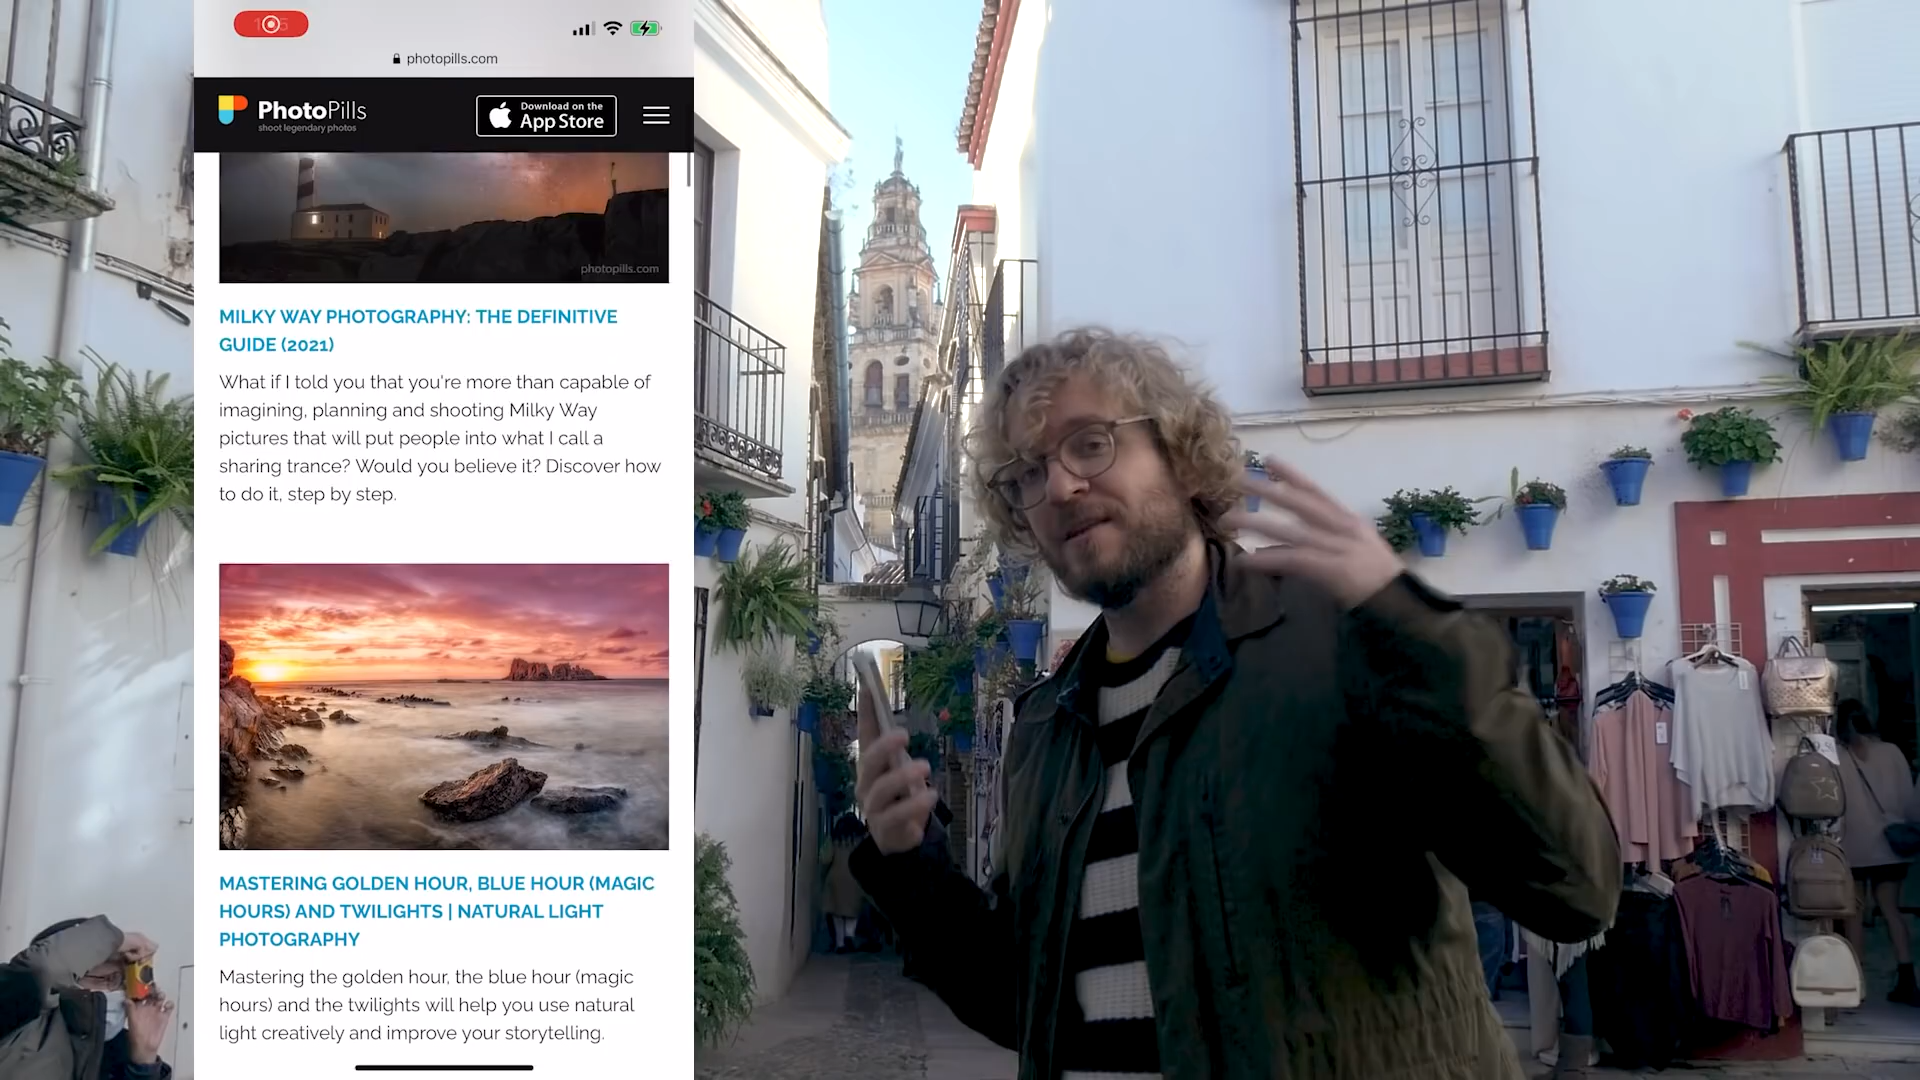 photopills.com
PhotoPills
shoot legendary photos
Download on the
App Store
photopills.com
MILKY WAY PHOTOGRAPHY: THE DEFINITIVE
GUIDE (2021)
What if I told you that you're more than capable of
imagining, planning and shooting Milky Way
pictures that will put people into what I call a
sharing trance? Would you believe it? Discover how
to do it, step by step.
MASTERING GOLDEN HOUR, BLUE HOUR (MAGIC
HOURS) AND TWILIGHTS | NATURAL LIGHT
PHOTOGRAPHY
Mastering the golden hour, the blue hour (magic
hours) and the twilights will help you use natural
light creatively and improve your storytelling.